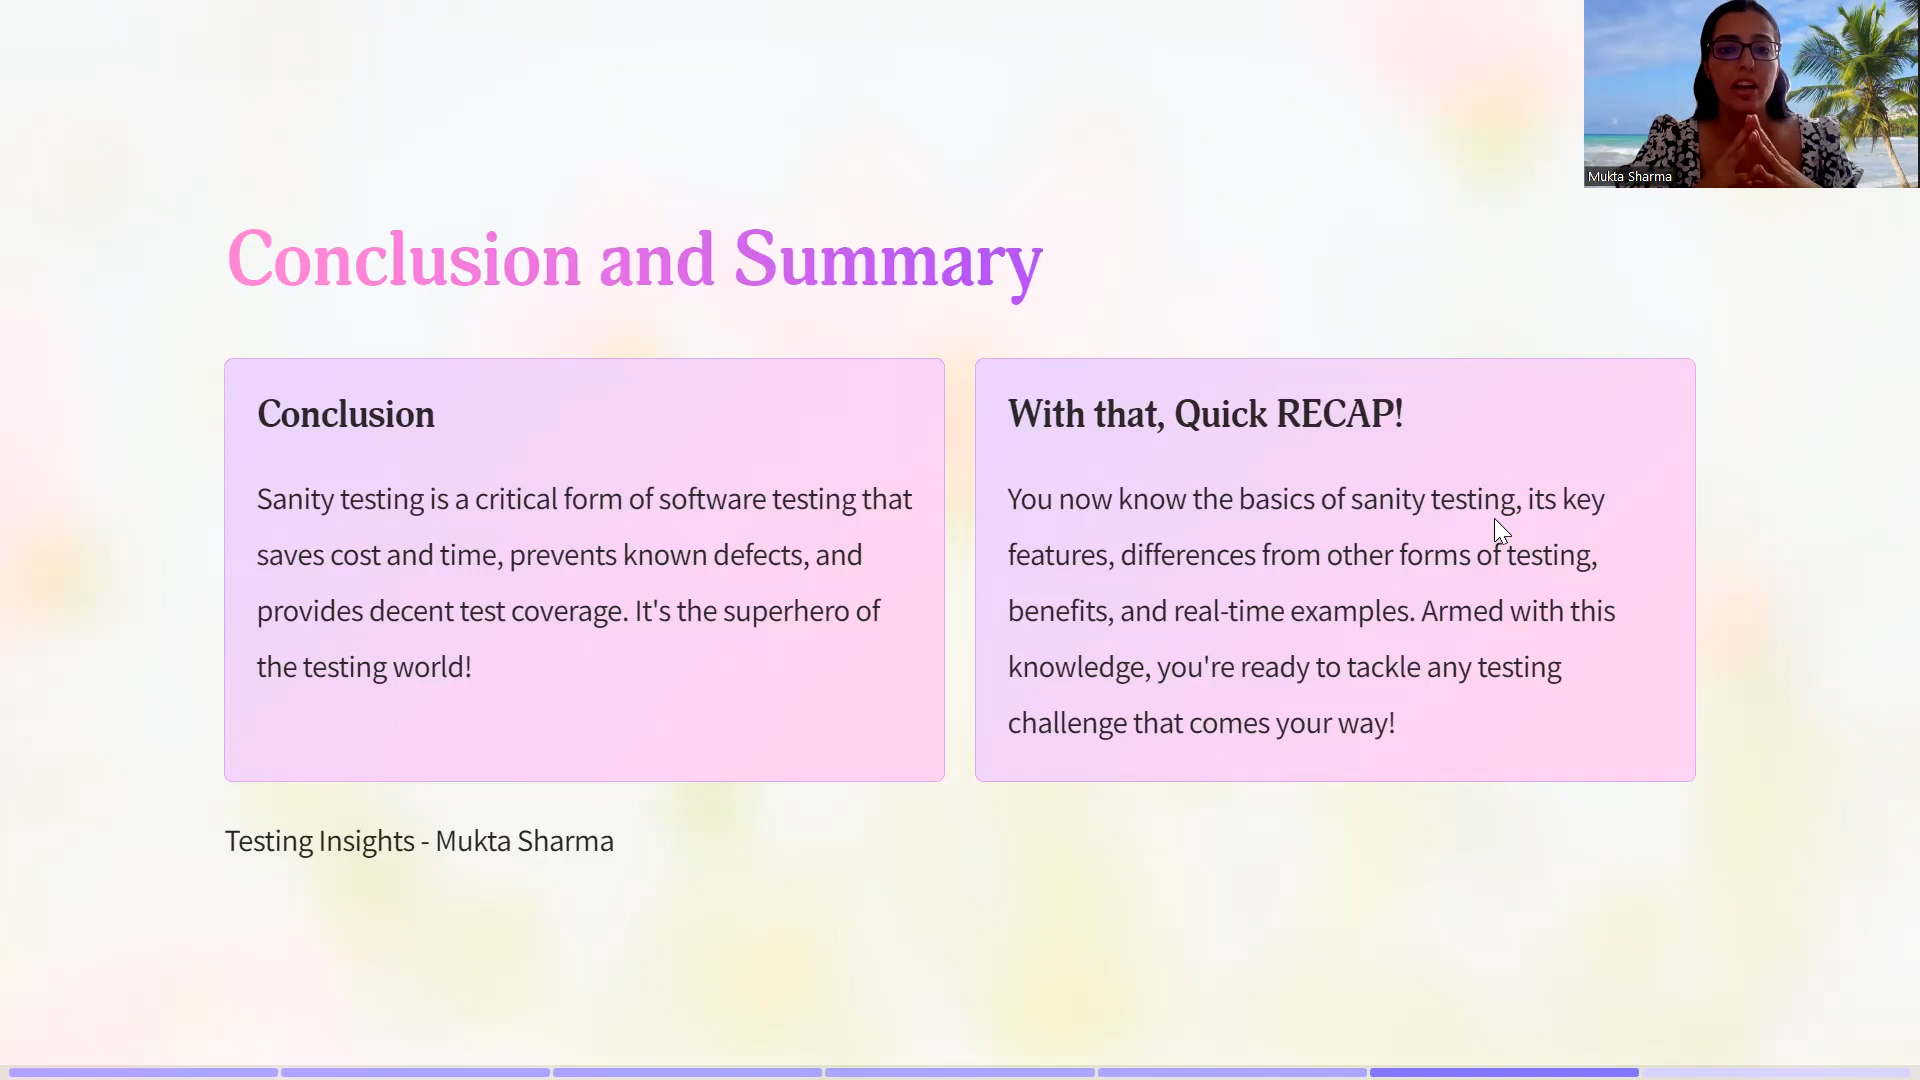 Mukta Sharma
Conclusion and Summary
Conclusion
Sanity testing is a critical form of software testing that
saves cost and time, prevents known defects, and
provides decent test coverage. It's the superhero of
the testing world!
With that, Quick RECAP!
You now know the basics of sanity testing, its key
features, differences from other forms of testing,
benefits, and real-time examples. Armed with this
knowledge, you're ready to tackle any testing
challenge that comes your way!
Testing Insights - Mukta Sharma